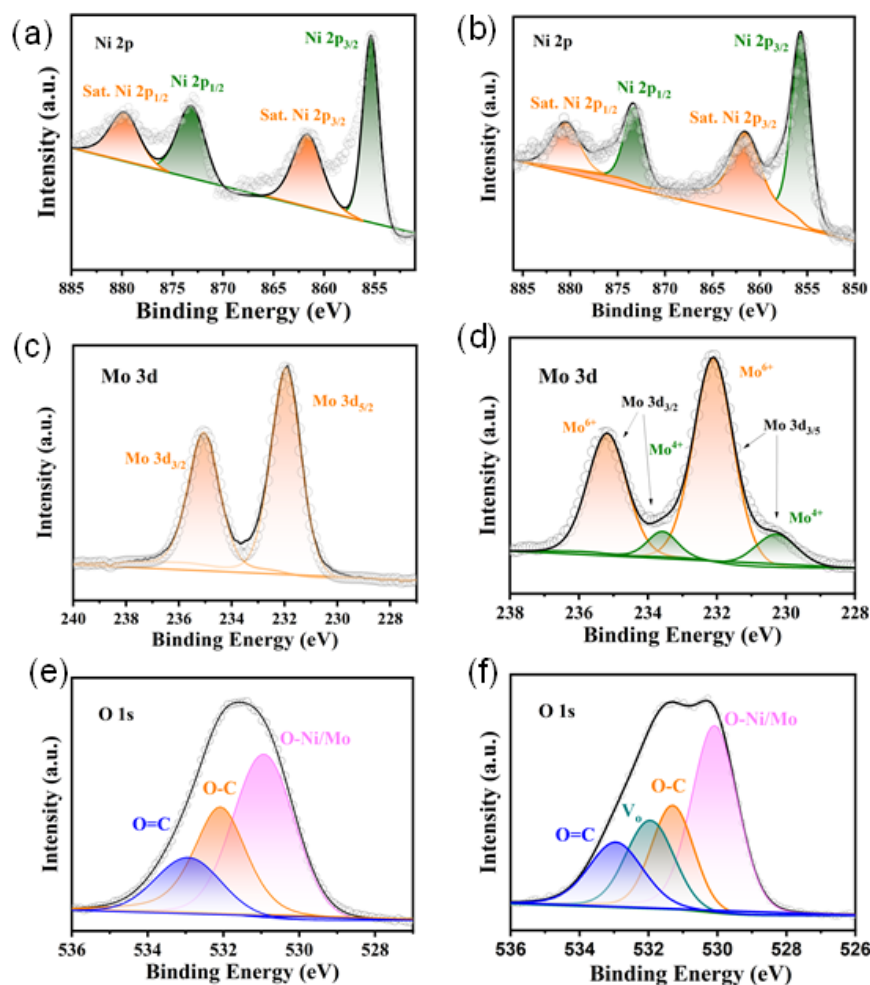 (a)
Ni 2p
Ni 2p3/2
Ni 2p1/2
Sat. Ni 2p1/2
Sat. Ni 2p3/2
Intensity (a.u.)
885 880 875 870 865 860 855
Binding Energy (eV)
(b)
Ni 2p
Ni 2p3/2
Ni 2p1/2
Sat. Ni 2p1/2
Sat. Ni 2p3/2
Intensity (a.u.)
885 880 875 870 865 860 855 850
Binding Energy (eV)
(c)
Mo 3d
Mo 3d5/2
Mo 3d3/2
Intensity (a.u.)
240 238 236 234 232 230 228
Binding Energy (eV)
(d)
Mo 3d
Mo6+
Mo 3d3/2
Mo6+
Mo4+
Mo 3d3/5
Mo4+
Intensity (a.u.)
238 236 234 232 230 228
Binding Energy (eV)
(e)
O 1s
O-Ni/Mo
O-C
O=C
Intensity (a.u.)
536 534 532 530 528
Binding Energy (eV)
(f)
O 1s
O-Ni/Mo
O-C
Vo
O=C
Intensity (a.u.)
536 534 532 530 528 526
Binding Energy (eV)